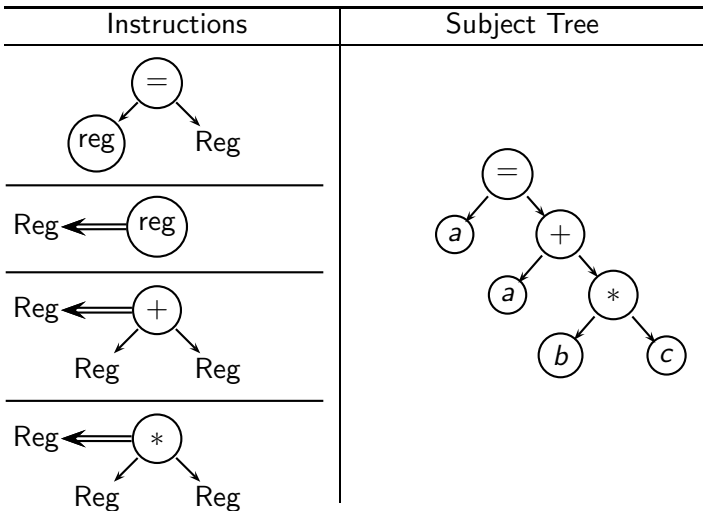 Instructions
Subject Tree
=
reg Reg
Reg reg
Reg +
Reg Reg
Reg *
Reg Reg
=
a +
a *
b c